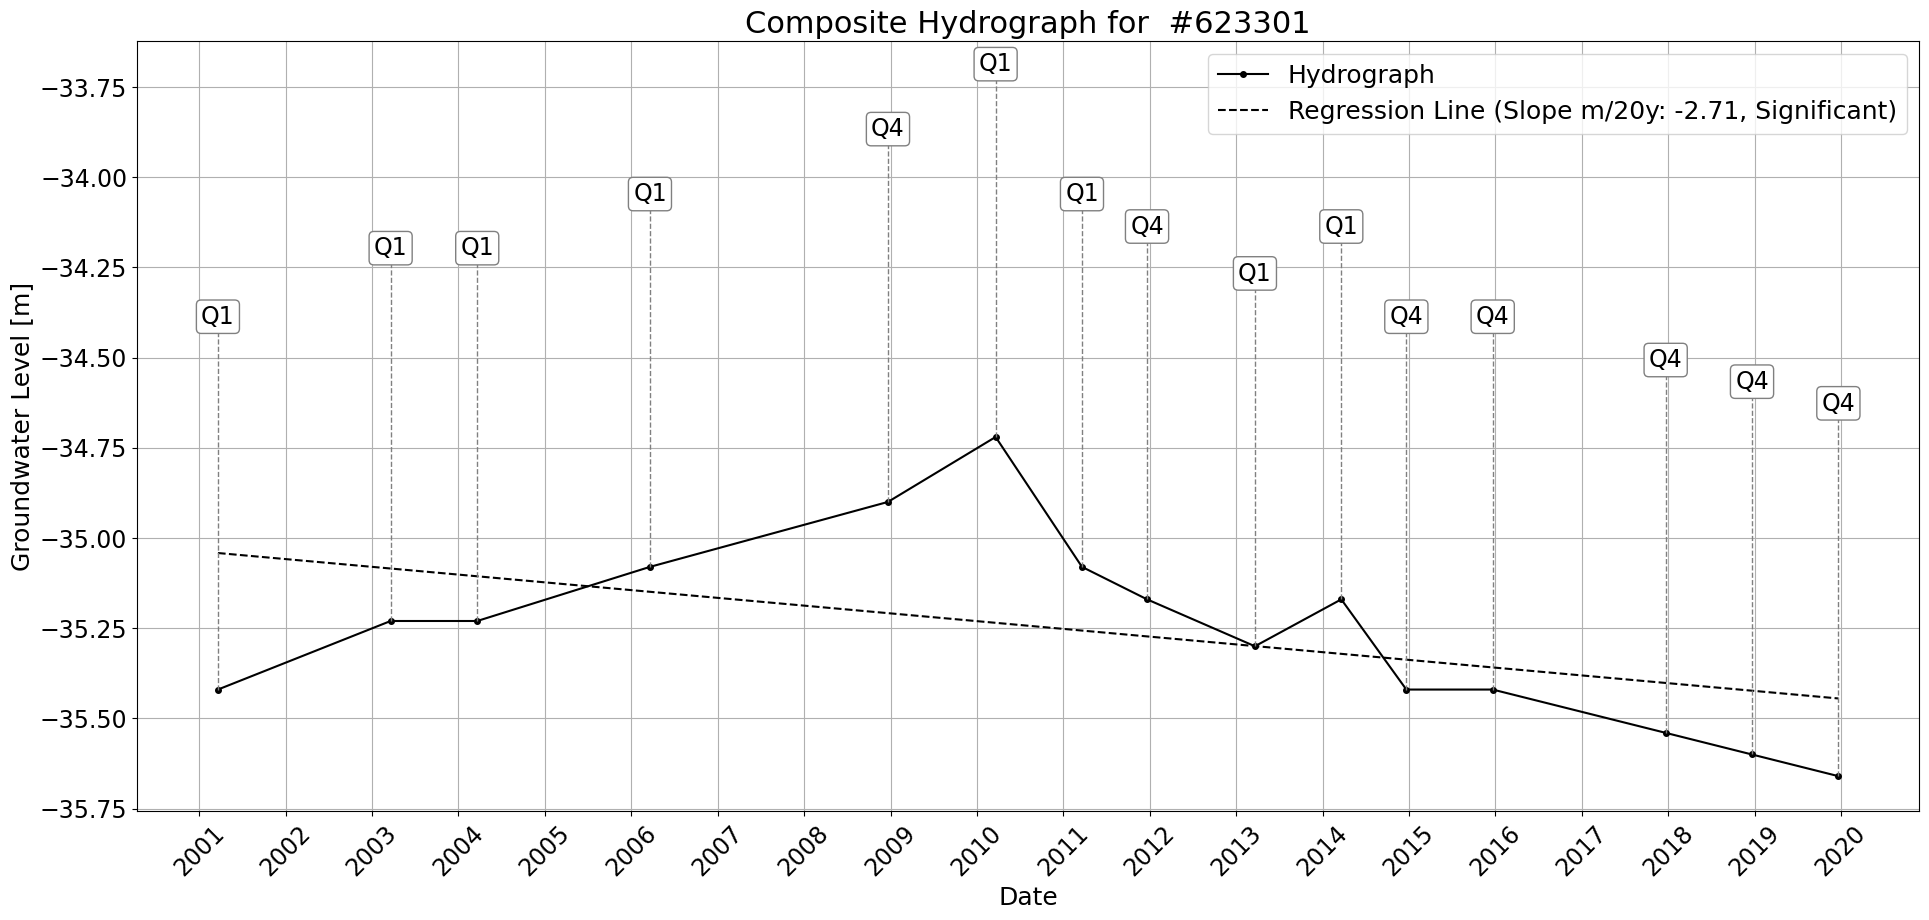 Composite Hydrograph for  #623301
Hydrograph
Regression Line (Slope m/20y: -2.71, Significant)
Groundwater Level [m]
−33.75
−34.00
−34.25
−34.50
−34.75
−35.00
−35.25
−35.50
−35.75
Q1
Q1
Q1
Q1
Q4
Q1
Q1
Q4
Q1
Q1
Q4
Q4
Q4
Q4
Q4
2001
2002
2003
2004
2005
2006
2007
2008
2009
2010
2011
2012
2013
2014
2015
2016
2017
2018
2019
2020
Date